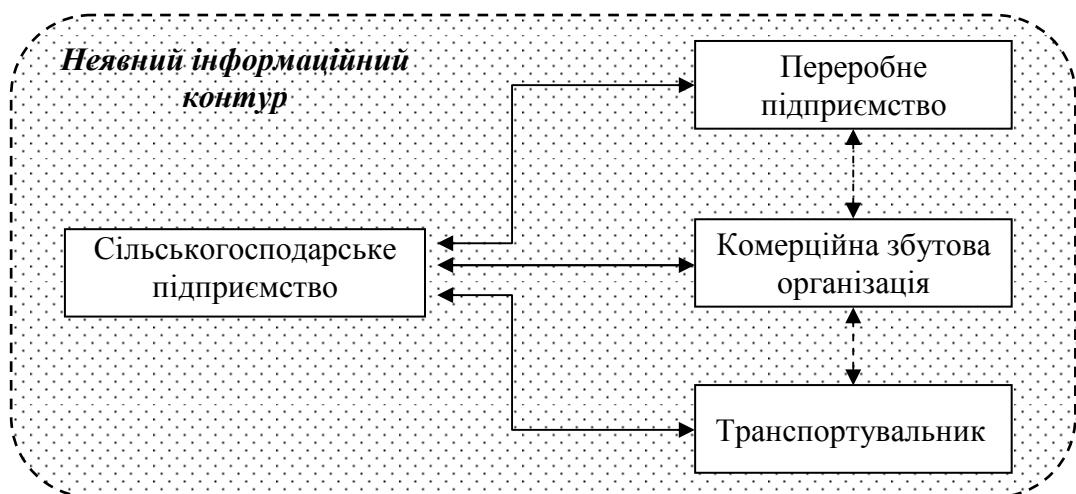 Неявний інформаційний
контур
Переробне
підприємство
Сільськогосподарське
підприємство
Комерційна збутова
організація
Транспортувальник